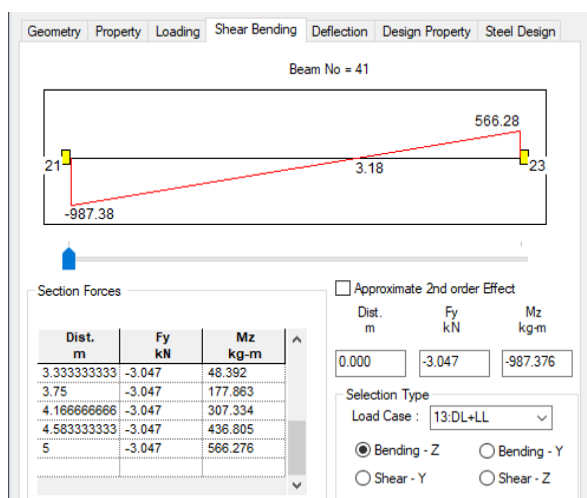 Geometry Property Loading Shear Bending Deflection Design Property Steel Design
Beam No = 41
566.28
21 3.18 23
-987.38
Section Forces
Approximate 2nd order Effect
Dist. Fy Mz
m kN kg-m
0.000 -3.047 -987.376
Dist. Fy Mz
m kN kg-m
3.333333333 -3.047 48.392
3.75 -3.047 177.863
4.166666666 -3.047 307.334
4.583333333 -3.047 436.805
5 -3.047 566.276
Selection Type
Load Case : 13:DL+LL
Bending - Z Bending - Y
Shear - Y Shear - Z